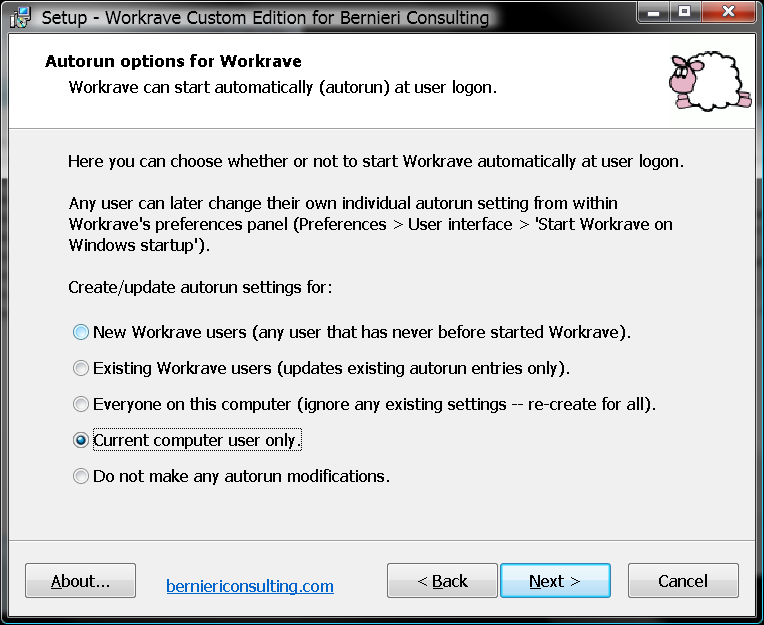 Setup - Workrave Custom Edition for Bernieri Consulting
Autorun options for Workrave
Workrave can start automatically (autorun) at user logon.
Here you can choose whether or not to start Workrave automatically at user logon.
Any user can later change their own individual autorun setting from within
Workrave's preferences panel (Preferences > User interface > 'Start Workrave on
Windows startup').
Create/update autorun settings for:
New Workrave users (any user that has never before started Workrave).
Existing Workrave users (updates existing autorun entries only).
Everyone on this computer (ignore any existing settings -- re-create for all).
Current computer user only.
Do not make any autorun modifications.
About...
berniericonsulting.com
< Back
Next >
Cancel